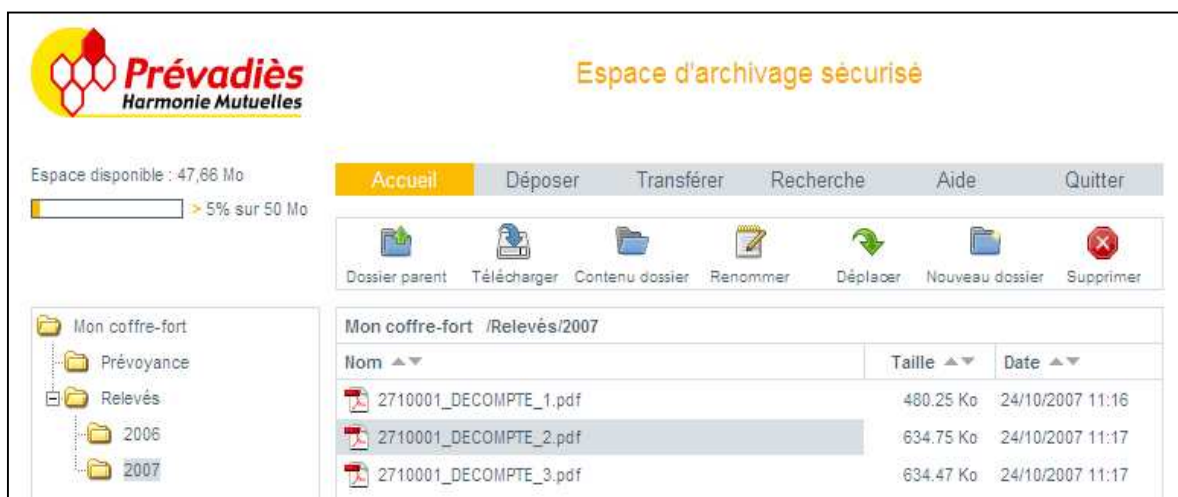 Prévadiès
Harmonie Mutuelles
Espace d'archivage sécurisé
Espace disponible : 47,66 Mo
> 5% sur 50 Mo
Accueil Déposer Transférer Recherche Aide Quitter
Dossier parent Télécharger Contenu dossier Renommer Déplacer Nouveau dossier Supprimer
Mon coffre-fort
Prévoyance
Relevés
2006
2007
Mon coffre-fort /Relevés/2007
Nom Taille Date
2710001_DECOMPTE_1.pdf 480.25 Ko 24/10/2007 11:16
2710001_DECOMPTE_2.pdf 634.75 Ko 24/10/2007 11:17
2710001_DECOMPTE_3.pdf 634.47 Ko 24/10/2007 11:17